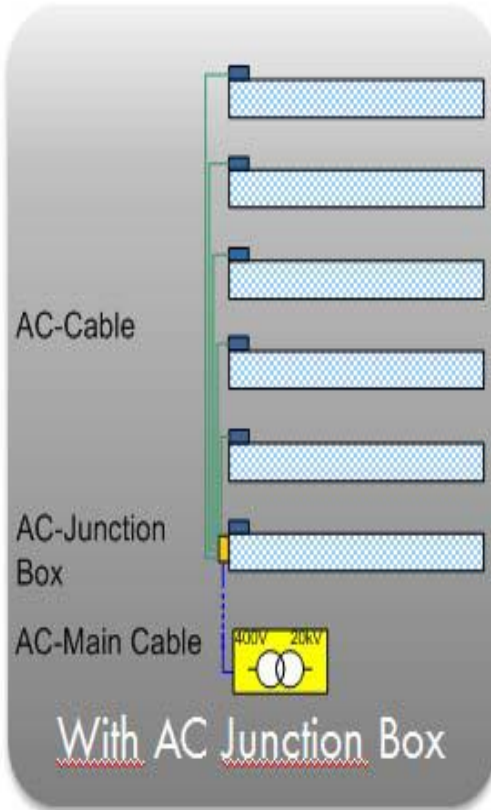 AC-Cable
AC-Junction
Box
AC-Main Cable
400V 20kV
With AC Junction Box